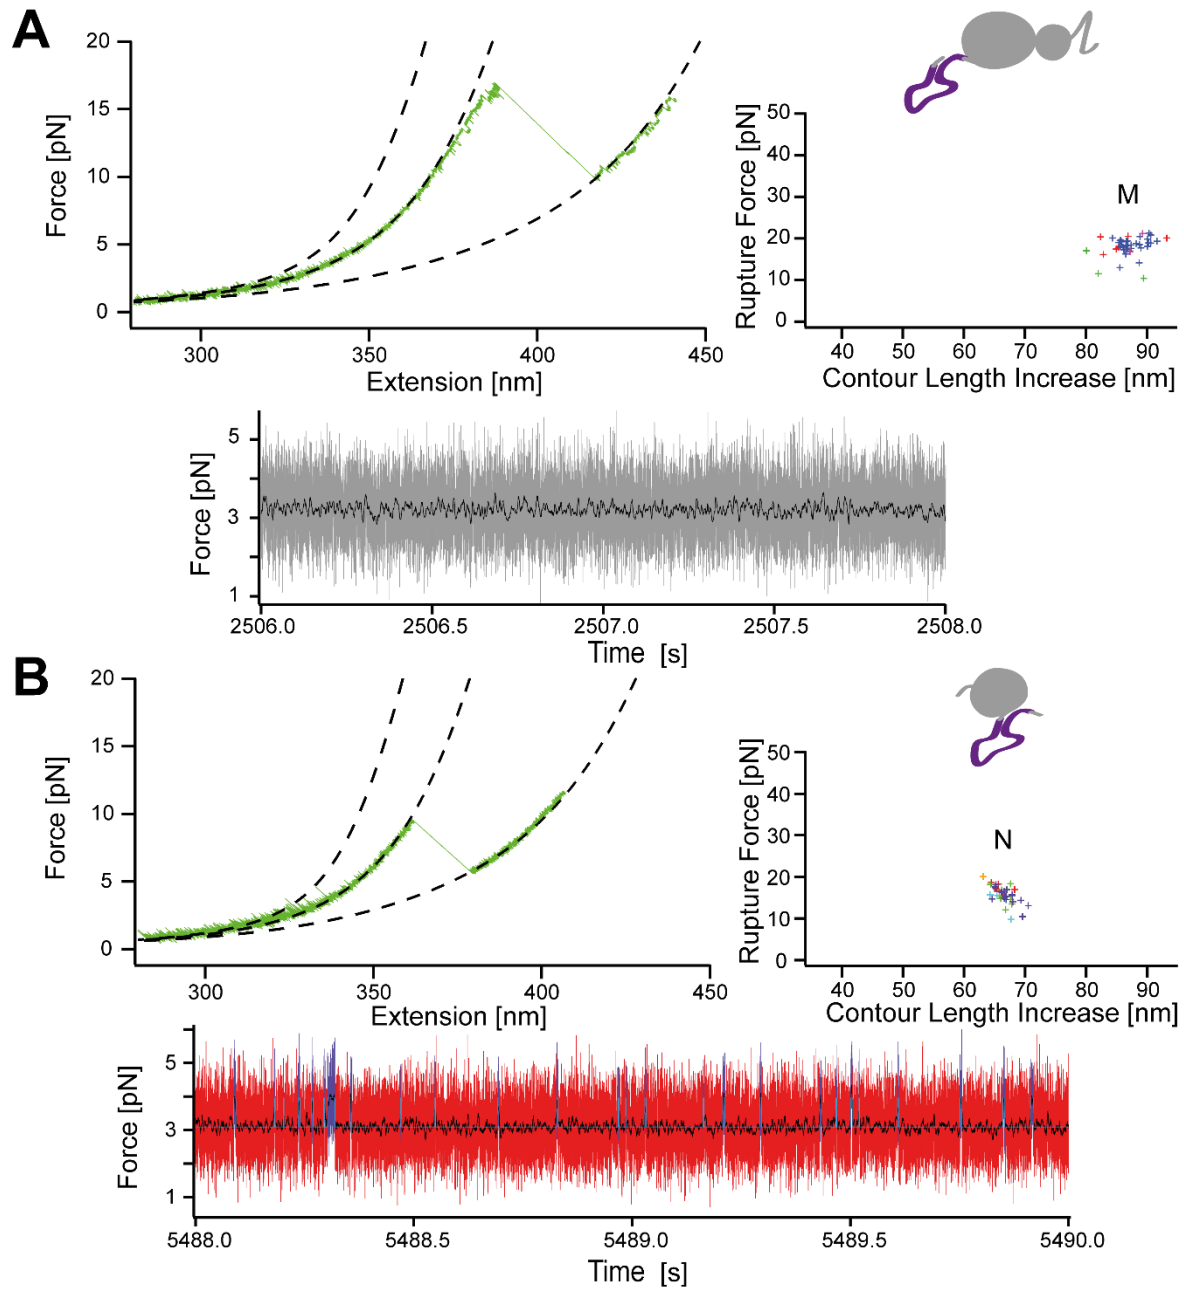 A
20
15
10
5
0
Force [pN]
300 350 400 450
Extension [nm]
50
40
30
20
10
0
Rupture Force [pN]
M
40 50 60 70 80 90
Contour Length Increase [nm]
5
3
1
Force [pN]
2506.0 2506.5 2507.0 2507.5 2508.0
Time [s]
B
20
15
10
5
0
Force [pN]
300 350 400 450
Extension [nm]
50
40
30
20
10
0
Rupture Force [pN]
N
40 50 60 70 80 90
Contour Length Increase [nm]
5
3
1
Force [pN]
5488.0 5488.5 5489.0 5489.5 5490.0
Time [s]